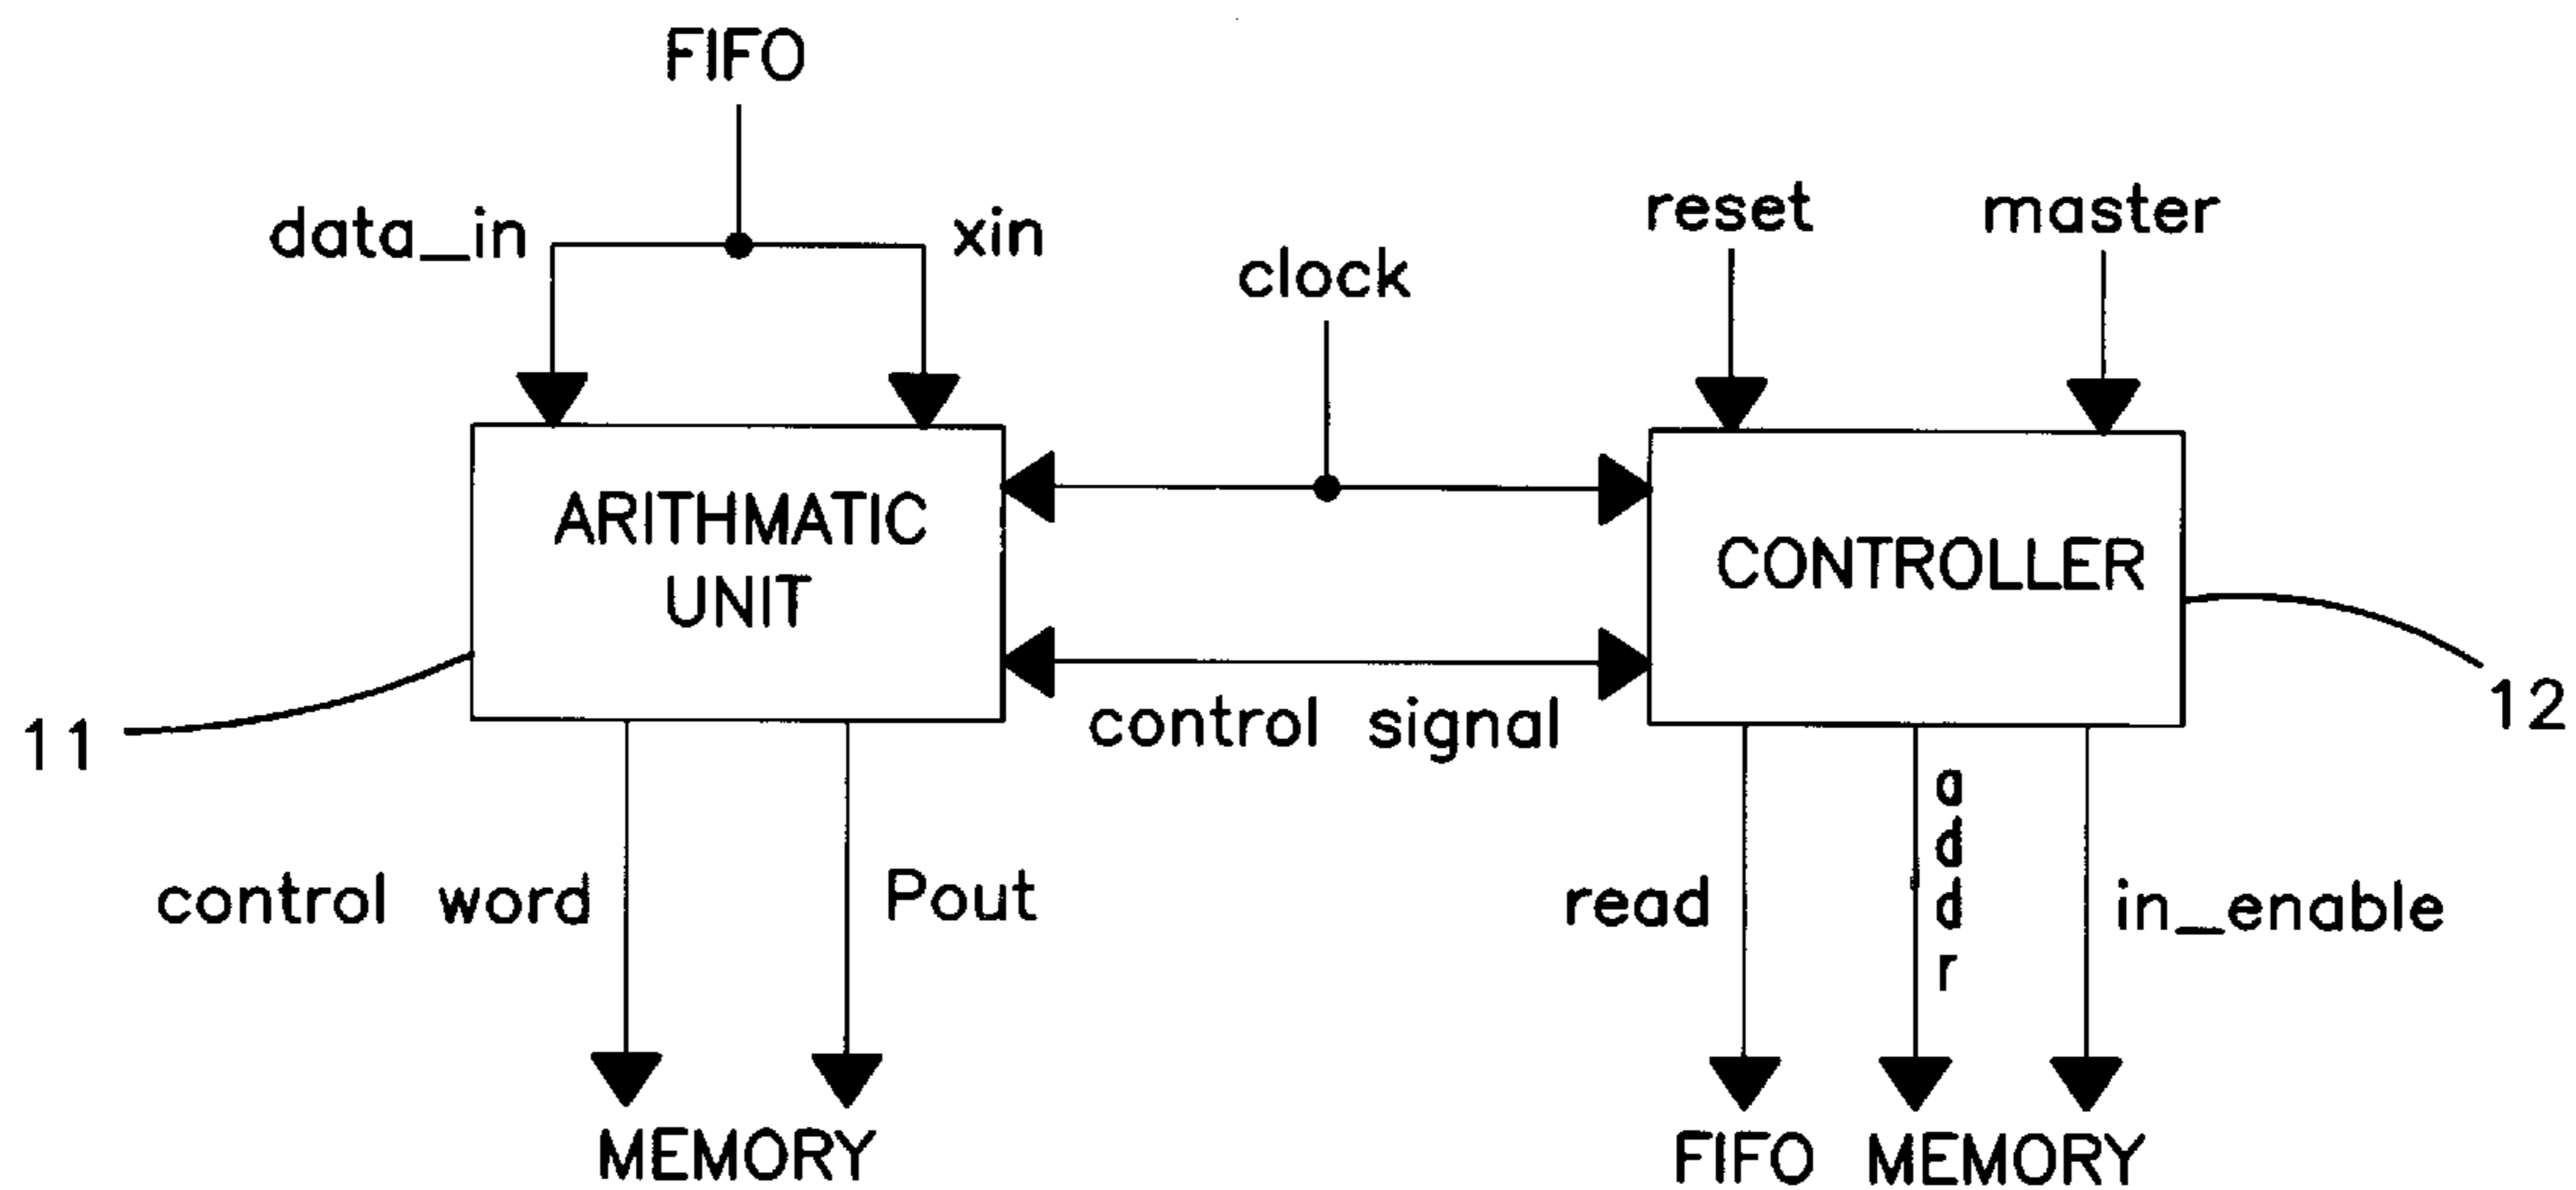 FIFO
data_in
xin
clock
reset
master
ARITHMATIC
UNIT
CONTROLLER
11
control signal
12
control word
Pout
read
addr
in_enable
MEMORY
FIFO MEMORY